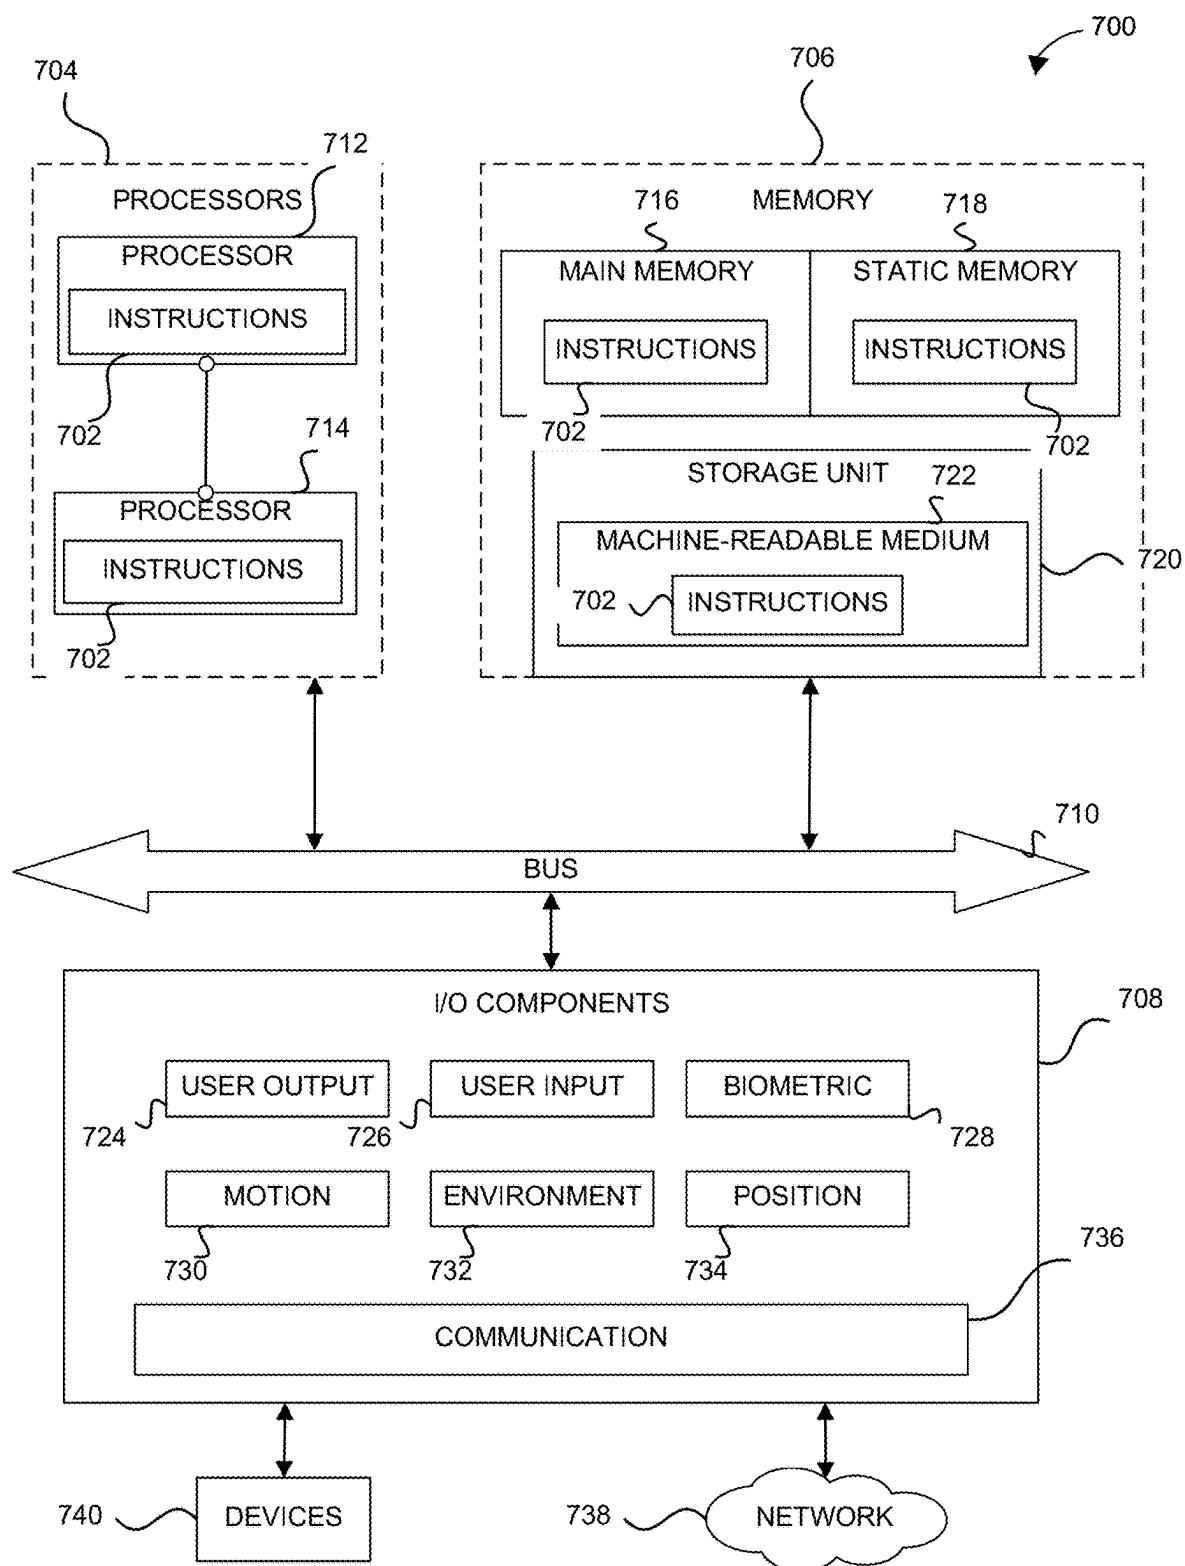 700
704
706
712
PROCESSORS
716
MEMORY
718
PROCESSOR
MAIN MEMORY
STATIC MEMORY
INSTRUCTIONS
INSTRUCTIONS
INSTRUCTIONS
702
714
702
702
STORAGE UNIT
722
PROCESSOR
MACHINE-READABLE MEDIUM
720
INSTRUCTIONS
702
INSTRUCTIONS
702
710
BUS
I/O COMPONENTS
708
USER OUTPUT
USER INPUT
BIOMETRIC
724
726
728
MOTION
ENVIRONMENT
POSITION
736
730
732
734
COMMUNICATION
740
DEVICES
738
NETWORK